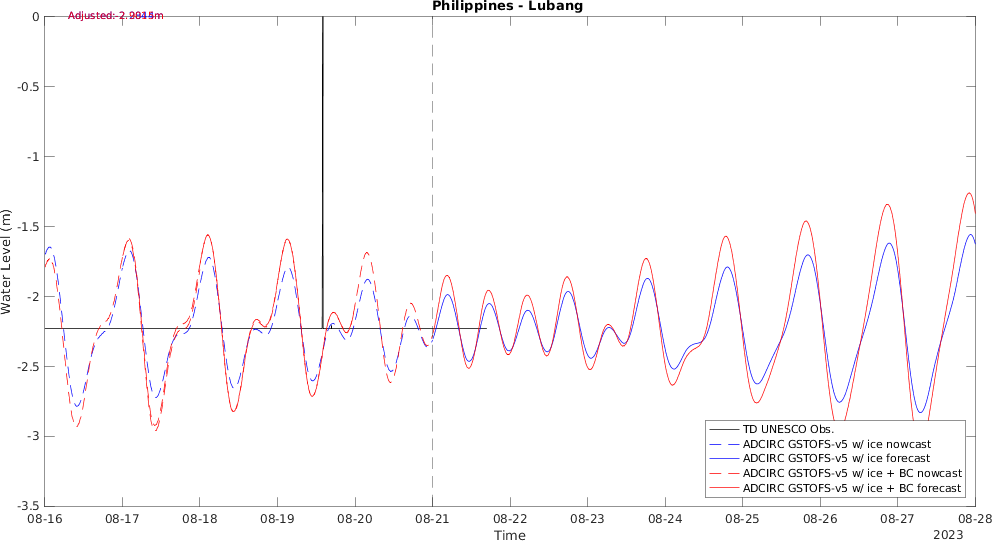 Philippines - Lubang
Adjusted:
0
-0.5
-1
-1.5
-2
-2.5
-3
-3.5
Water Level (m)
TD UNESCO Obs.
ADCIRC GSTOFS-v5 w/ ice nowcast
ADCIRC GSTOFS-v5 w/ ice forecast
ADCIRC GSTOFS-v5 w/ ice + BC nowcast
ADCIRC GSTOFS-v5 w/ ice + BC forecast
08-16 08-17 08-18 08-19 08-20 08-21 08-22 08-23 08-24 08-25 08-26 08-27 08-28
Time
2023